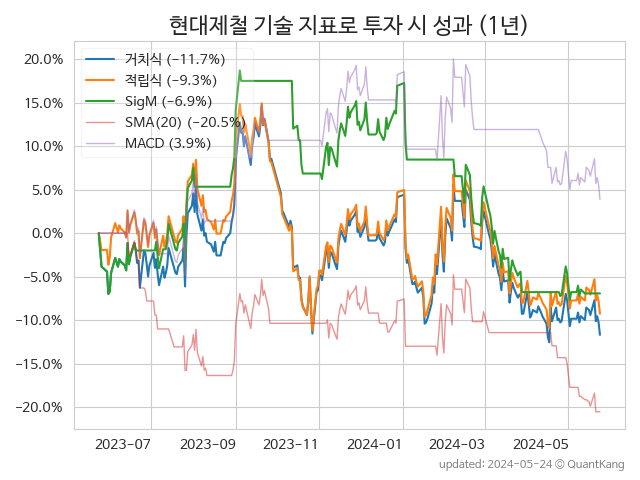 현대제철 기술 지표로 투자 시 성과 (1년)
거치식 (−11.7%)
적립식 (−9.3%)
SigM (−6.9%)
SMA(20) (−20.5%)
MACD (3.9%)
20.0%
15.0%
10.0%
5.0%
0.0%
−5.0%
−10.0%
−15.0%
−20.0%
2023-07 2023-09 2023-11 2024-01 2024-03 2024-05
updated: 2024-05-24 © QuantKang